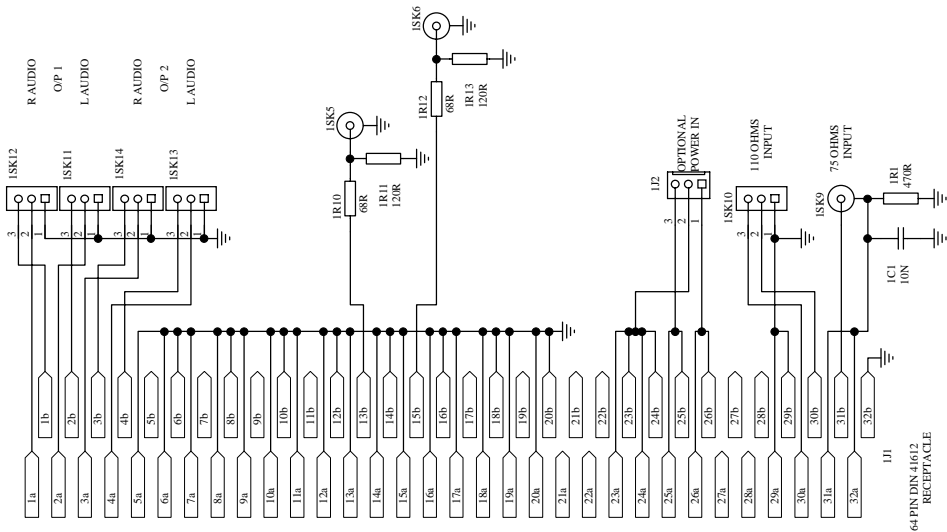 R AUDIO
O/P 1
L AUDIO
R AUDIO
O/P 2
L AUDIO
1SK12
3
2
1
1SK11
3
2
1
1SK14
3
2
1
1SK13
3
2
1
1SK5
1R10
68R
1R11
120R
1SK6
1R12
68R
1R13
120R
1J2
OPTIONAL
POWER IN
3
2
1
1SK10
110 OHMS
INPUT
3
2
1
1SK9
75 OHMS
INPUT
1R1
470R
1C1
10N
1b
2b
3b
4b
5b
6b
7b
8b
9b
10b
11b
12b
13b
14b
15b
16b
17b
18b
19b
20b
21b
22b
23b
24b
25b
26b
27b
28b
29b
30b
31b
32b
1a
2a
3a
4a
5a
6a
7a
8a
9a
10a
11a
12a
13a
14a
15a
16a
17a
18a
19a
20a
21a
22a
23a
24a
25a
26a
27a
28a
29a
30a
31a
32a
1J1
64 PIN DIN 41612
RECEPTACLE